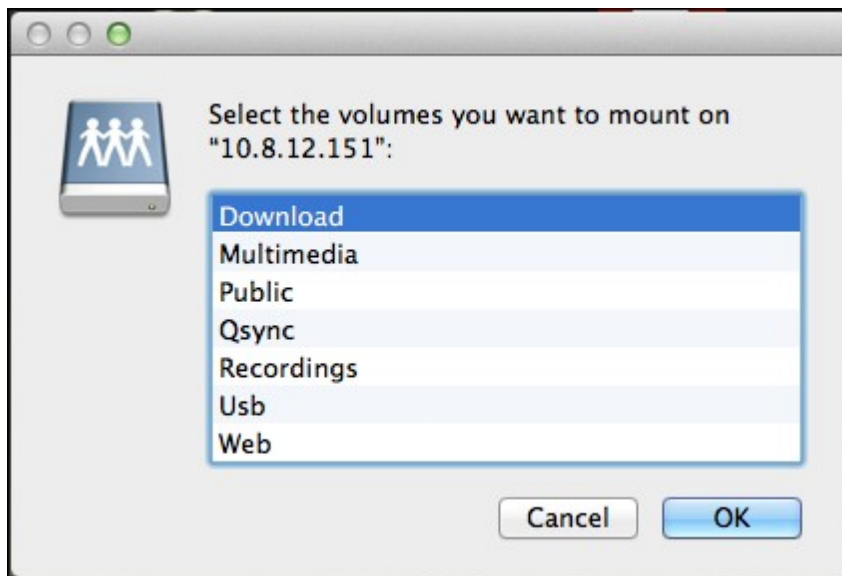 Select the volumes you want to mount on
“10.8.12.151”:
Download
Multimedia
Public
Qsync
Recordings
Usb
Web
Cancel
OK